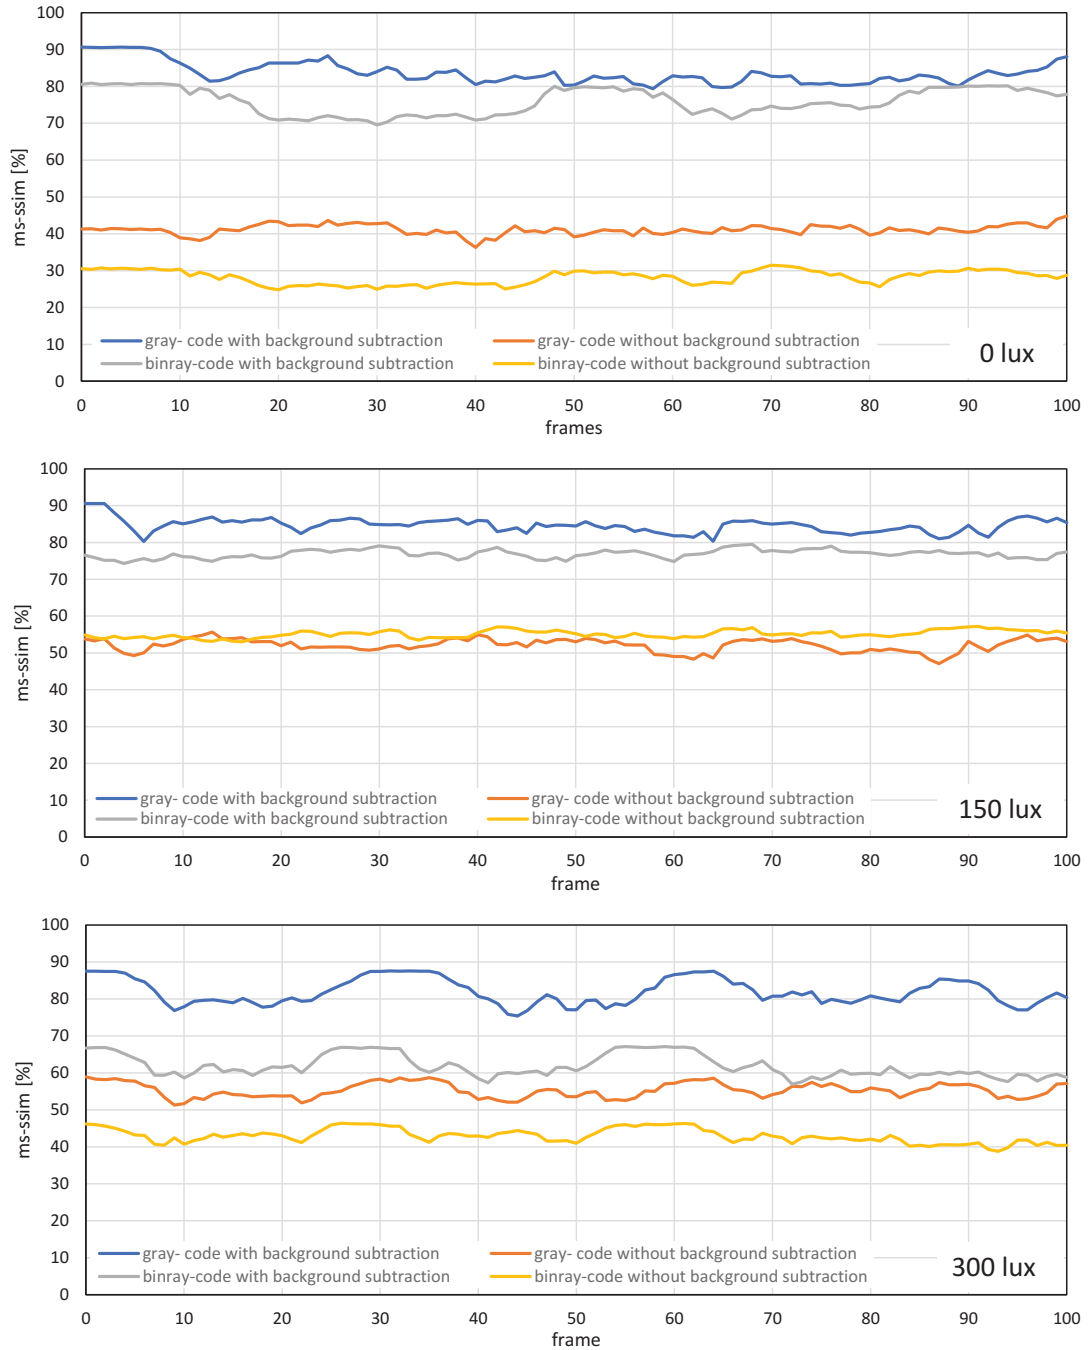 100
90
80
70
60
50
40
30
20
10
0
ms-ssim [%]
gray- code with background subtraction gray- code without background subtraction
binray-code with background subtraction binray-code without background subtraction
0 lux
0 10 20 30 40 50 60 70 80 90 100
frames
100
90
80
70
60
50
40
30
20
10
0
ms-ssim [%]
gray- code with background subtraction gray- code without background subtraction
binray-code with background subtraction binray-code without background subtraction
150 lux
0 10 20 30 40 50 60 70 80 90 100
frame
100
90
80
70
60
50
40
30
20
10
0
ms-ssim [%]
gray- code with background subtraction gray- code without background subtraction
binray-code with background subtraction binray-code without background subtraction
300 lux
0 10 20 30 40 50 60 70 80 90 100
frame